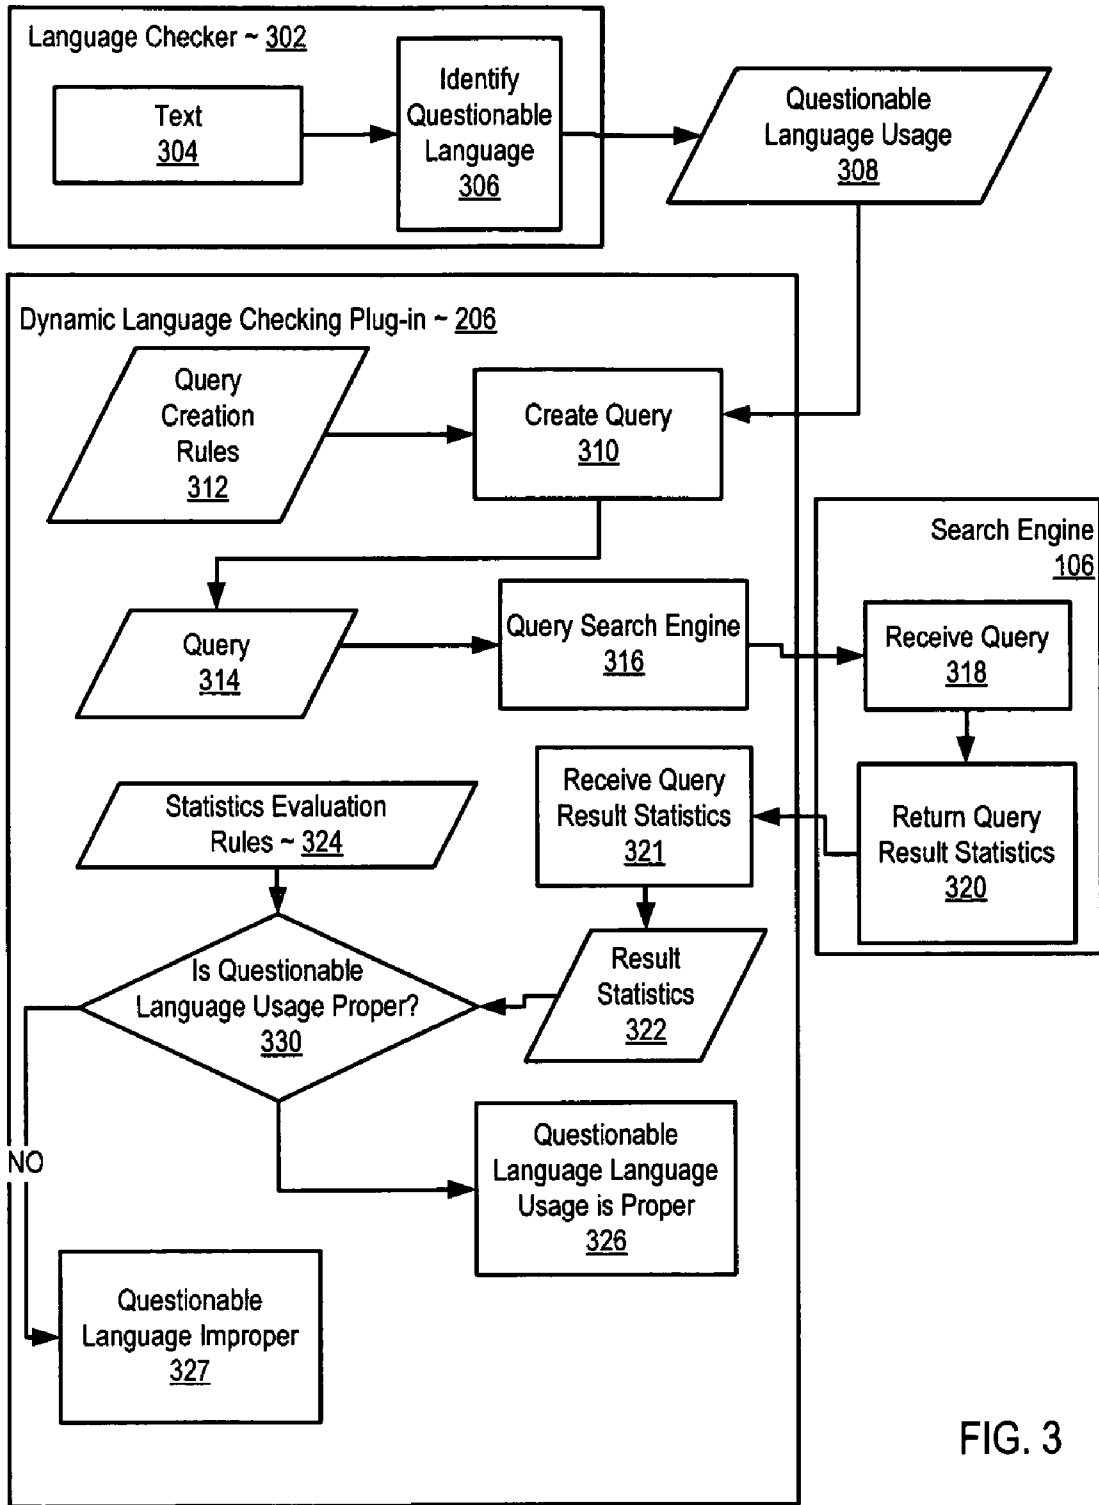 Language Checker ~ 302
Text
304
Identify
Questionable
Language
306
Questionable
Language Usage
308
Dynamic Language Checking Plug-in ~ 206
Query
Creation
Rules
312
Create Query
310
Search Engine
106
Query
314
Query Search Engine
316
Receive Query
318
Statistics Evaluation
Rules ~ 324
Receive Query
Result Statistics
321
Return Query
Result Statistics
320
Is Questionable
Language Usage Proper?
330
Result
Statistics
322
NO
Questionable
Language Language
Usage is Proper
326
Questionable
Language Improper
327
FIG. 3